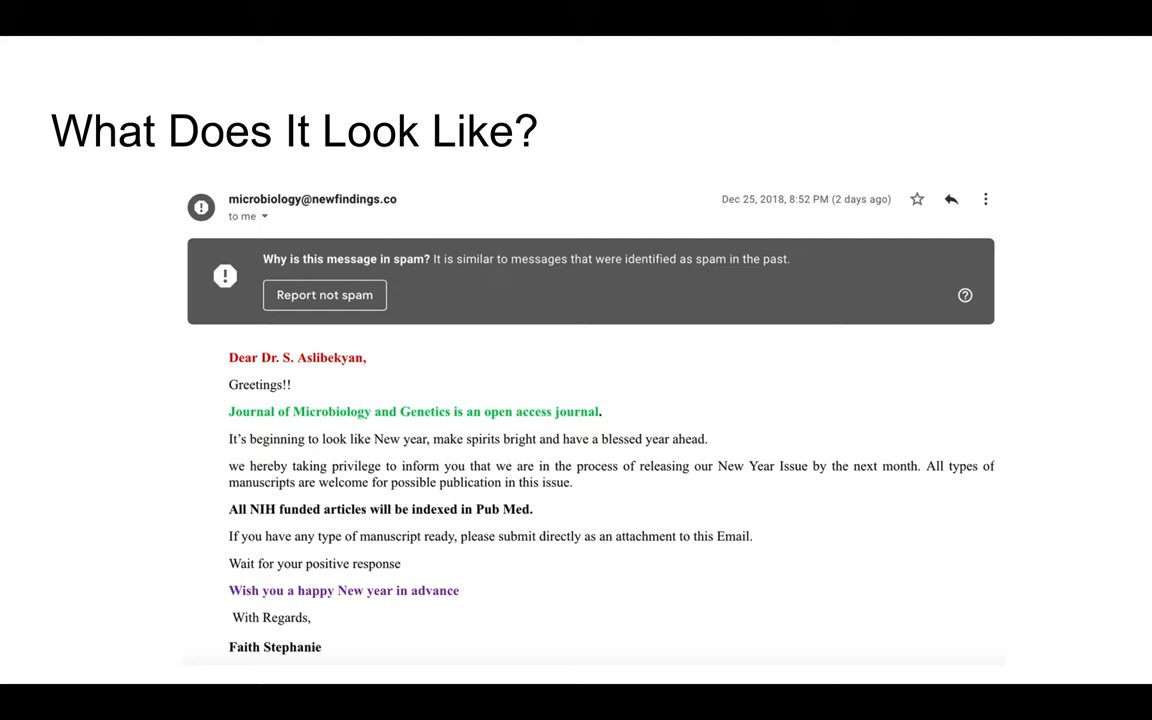 What Does It Look Like?
microbiology@newfindings.co
Dec 25, 2018, 8:52 PM (2 days ago)
to me
Why is this message in spam? It is similar to messages that were identified as spam in the past.
Report not spam
Dear Dr. S. Aslibekyan,
Greetings!!
Journal of Microbiology and Genetics is an open access journal.
It's beginning to look like New year, make spirits bright and have a blessed year ahead.
we hereby taking privilege to inform you that we are in the process of releasing our New Year Issue by the next month. All types of
manuscripts are welcome for possible publication in this issue.
All NIH funded articles will be indexed in Pub Med.
If you have any type of manuscript ready, please submit directly as an attachment to this Email.
Wait for your positive response
Wish you a happy New year in advance
With Regards,
Faith Stephanie